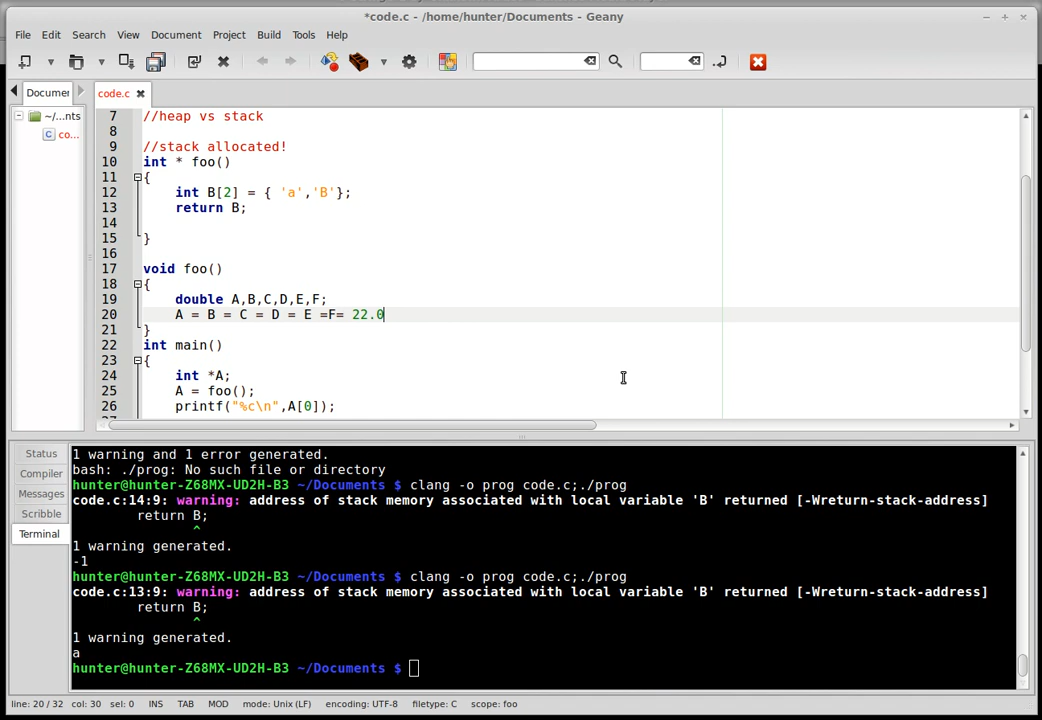 *code.c - /home/hunter/Documents - Geany
File Edit Search View Document Project Build Tools Help
Documer code.c
~/...nts
co...
7 //heap vs stack
8
9 //stack allocated!
10 int * foo()
11 {
12 int B[2] = { 'a','B'};
13 return B;
14
15 }
16
17 void foo()
18 {
19 double A,B,C,D,E,F;
20 A = B = C = D = E =F= 22.0
21 }
22 int main()
23 {
24 int *A;
25 A = foo();
26 printf("%c\n",A[0]);
Status
Compiler
Messages
Scribble
Terminal
1 warning and 1 error generated.
bash: ./prog: No such file or directory
hunter@hunter-Z68MX-UD2H-B3 ~/Documents $ clang -o prog code.c;./prog
code.c:14:9: warning: address of stack memory associated with local variable 'B' returned [-Wreturn-stack-address]
return B;
^
1 warning generated.
-1
hunter@hunter-Z68MX-UD2H-B3 ~/Documents $ clang -o prog code.c;./prog
code.c:13:9: warning: address of stack memory associated with local variable 'B' returned [-Wreturn-stack-address]
return B;
^
1 warning generated.
a
hunter@hunter-Z68MX-UD2H-B3 ~/Documents $
line: 20 / 32 col: 30 sel: 0 INS TAB MOD mode: Unix (LF) encoding: UTF-8 filetype: C scope: foo